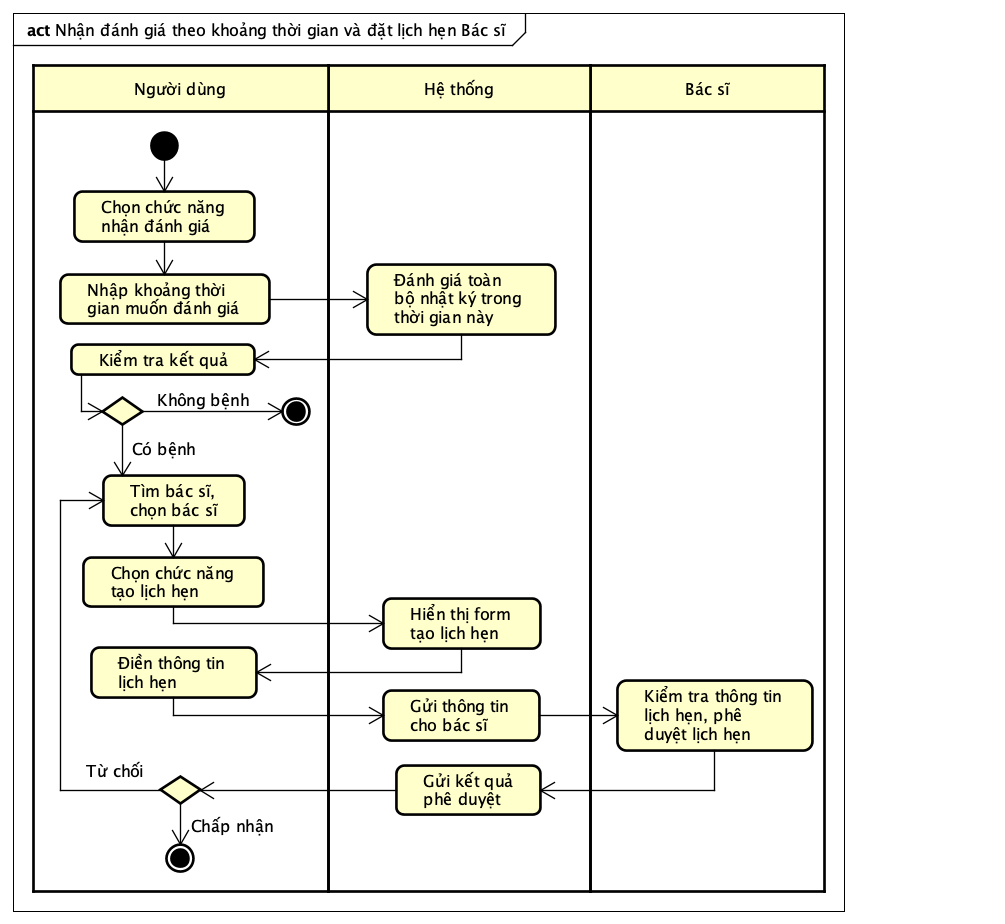 act Nhận đánh giá theo khoảng thời gian và đặt lịch hẹn Bác sĩ
Người dùng
Hệ thống
Bác sĩ
Chọn chức năng
nhận đánh giá
Nhập khoảng thời
gian muốn đánh giá
Đánh giá toàn
bộ nhật ký trong
thời gian này
Kiểm tra kết quả
Không bệnh
Có bệnh
Tìm bác sĩ,
chọn bác sĩ
Chọn chức năng
tạo lịch hẹn
Hiển thị form
tạo lịch hẹn
Điền thông tin
lịch hẹn
Gửi thông tin
cho bác sĩ
Kiểm tra thông tin
lịch hẹn, phê
duyệt lịch hẹn
Gửi kết quả
phê duyệt
Từ chối
Chấp nhận